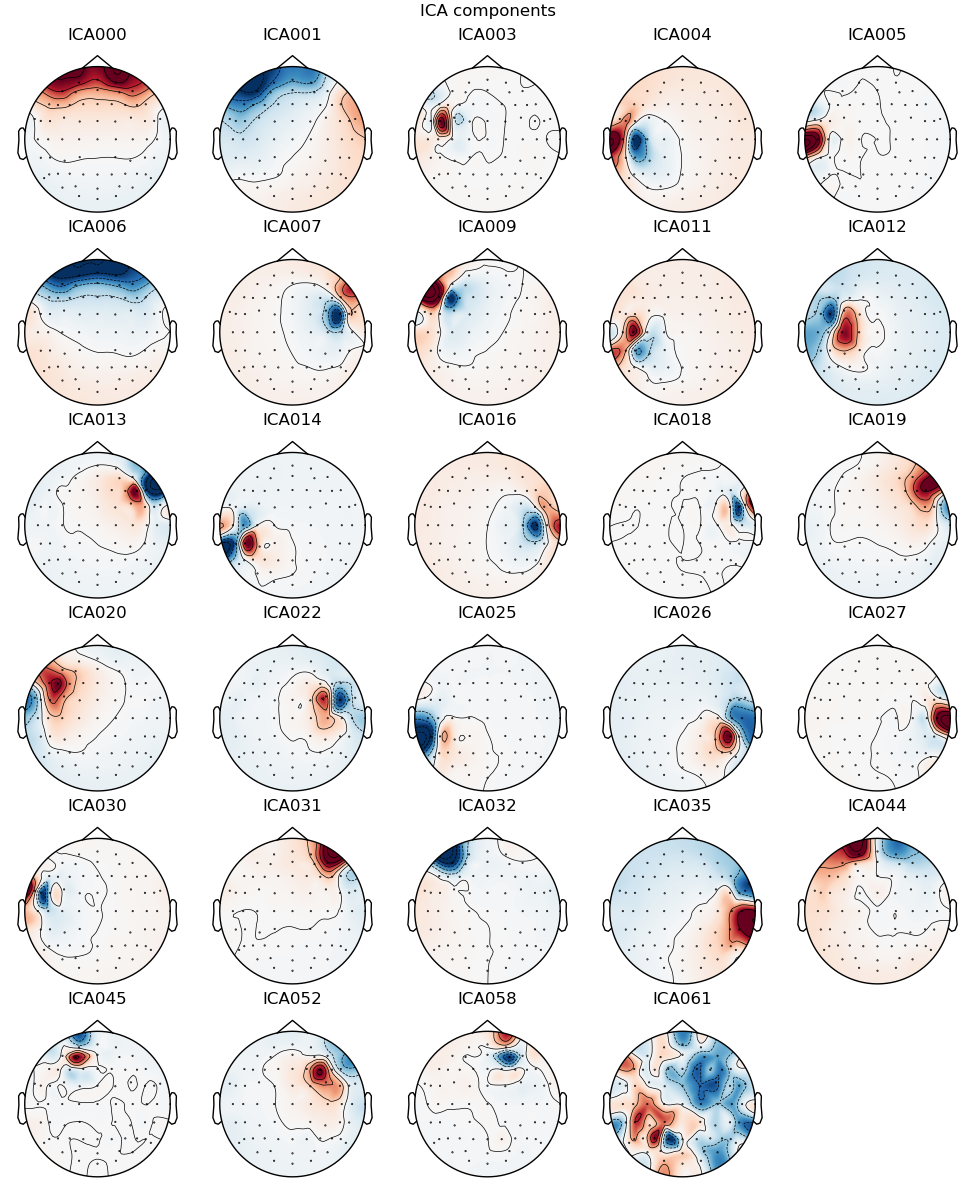 ICA components
ICA000 ICA001 ICA003 ICA004 ICA005
ICA006 ICA007 ICA009 ICA011 ICA012
ICA013 ICA014 ICA016 ICA018 ICA019
ICA020 ICA022 ICA025 ICA026 ICA027
ICA030 ICA031 ICA032 ICA035 ICA044
ICA045 ICA052 ICA058 ICA061